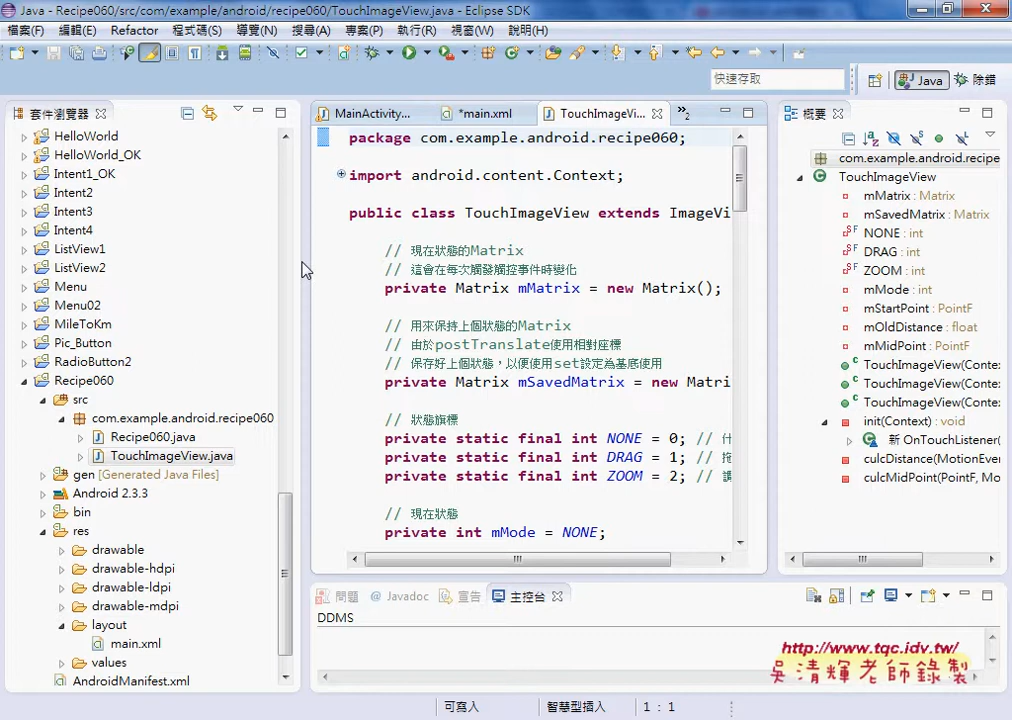 Java - Recipe060/src/com/example/android/recipe060/TouchImageView.java - Eclipse SDK
檔案(F) 編輯(E) Refactor 程式碼(S) 導覽(N) 搜尋(A) 專案(P) 執行(R) 視窗(W) 說明(H)
快速存取
Java
除錯
套件瀏覽器
HelloWorld
HelloWorld_OK
Intent1_OK
Intent2
Intent3
Intent4
ListView1
ListView2
Menu
Menu02
MileToKm
Pic_Button
RadioButton2
Recipe060
src
com.example.android.recipe060
Recipe060.java
TouchImageView.java
gen [Generated Java Files]
Android 2.3.3
bin
res
drawable
drawable-hdpi
drawable-ldpi
drawable-mdpi
layout
main.xml
values
AndroidManifest.xml
MainActivity... *main.xml TouchImageVi... »2
package com.example.android.recipe060;
import android.content.Context;
public class TouchImageView extends ImageVi
// 現在狀態的Matrix
// 這會在每次觸發觸控事件時變化
private Matrix mMatrix = new Matrix();
// 用來保持上個狀態的Matrix
// 由於postTranslate使用相對座標
// 保存好上個狀態，以便使用set設定為基底使用
private Matrix mSavedMatrix = new Matri
// 狀態旗標
private static final int NONE = 0; // 什
private static final int DRAG = 1; // 拖
private static final int ZOOM = 2; // 調
// 現在狀態
private int mMode = NONE;
概要
com.example.android.recipe
TouchImageView
mMatrix : Matrix
mSavedMatrix : Matrix
NONE : int
DRAG : int
ZOOM : int
mMode : int
mStartPoint : PointF
mOldDistance : float
mMidPoint : PointF
TouchImageView(Conte:
TouchImageView(Conte:
TouchImageView(Conte:
init(Context) : void
新 OnTouchListener(
culcDistance(MotionEver
culcMidPoint(PointF, Mo
問題 @ Javadoc 宣告 主控台
DDMS
http://www.tqc.idv.tw/
吳清輝老師錄製
可寫入 智慧型插入 1 : 1